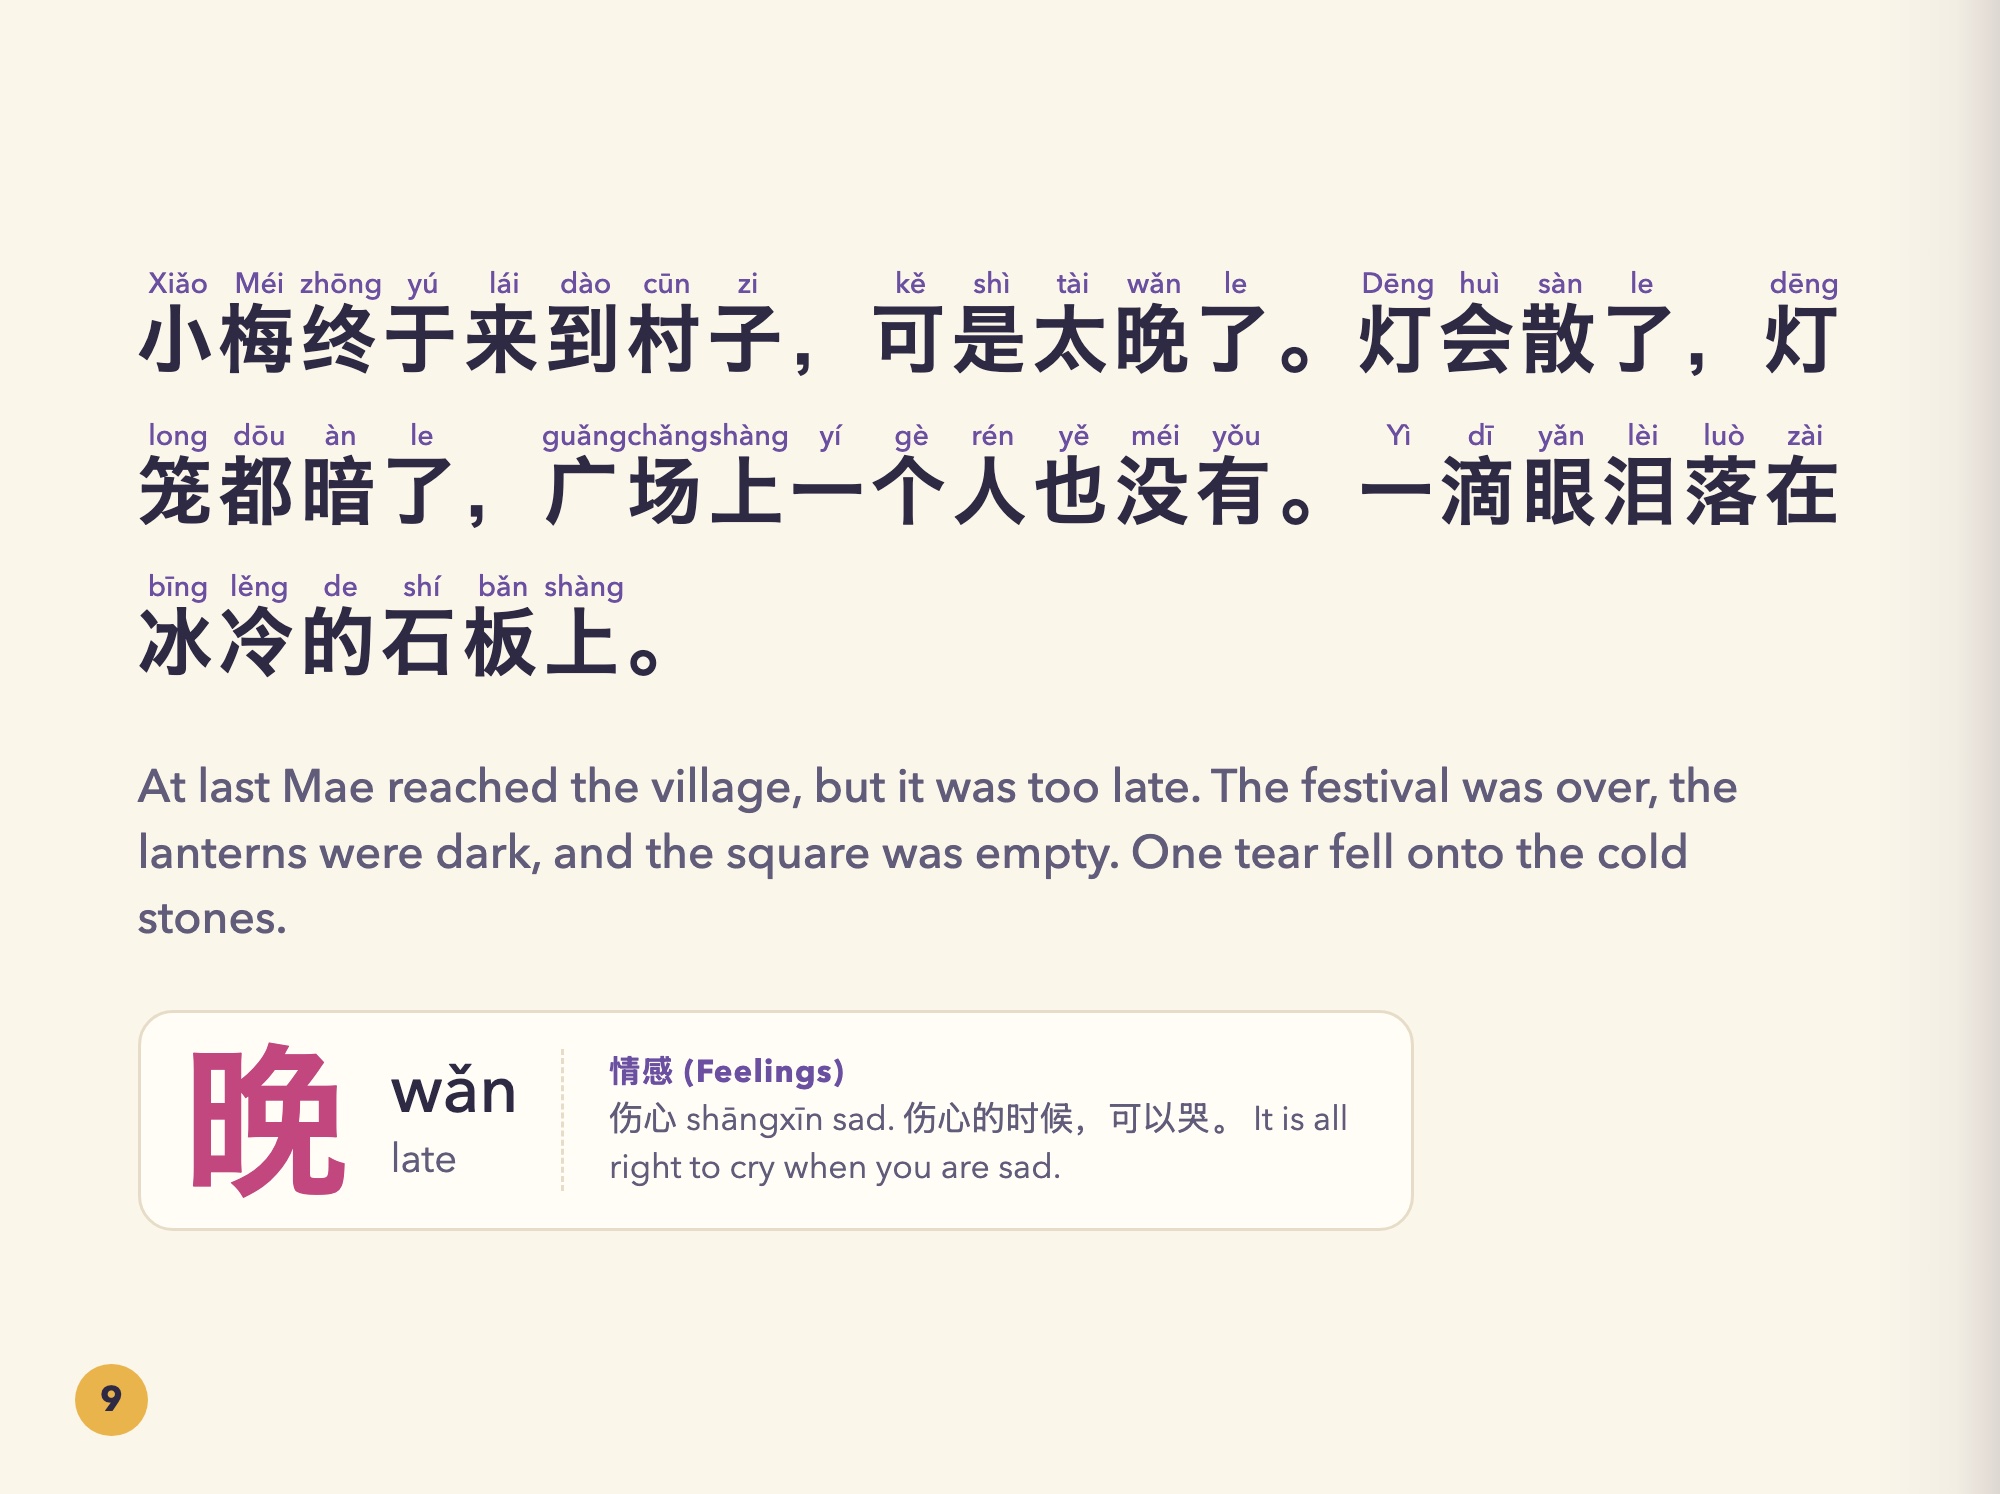 Xiǎo Méi zhōng yú lái dào cūn zi kě shì tài wǎn le Dēng huì sàn le dēng
小梅终于来到村子，可是太晚了。灯会散了，灯
long dōu àn le guǎngchǎngshàng yí gè rén yě méi yǒu Yì dī yǎn lèi luò zài
笼都暗了，广场上一个人也没有。一滴眼泪落在
bīng lěng de shí bǎn shàng
冰冷的石板上。
At last Mae reached the village, but it was too late. The festival was over, the
lanterns were dark, and the square was empty. One tear fell onto the cold
stones.
晚
wǎn
late
情感 (Feelings)
伤心 shāngxīn sad. 伤心的时候，可以哭。 It is all
right to cry when you are sad.
9